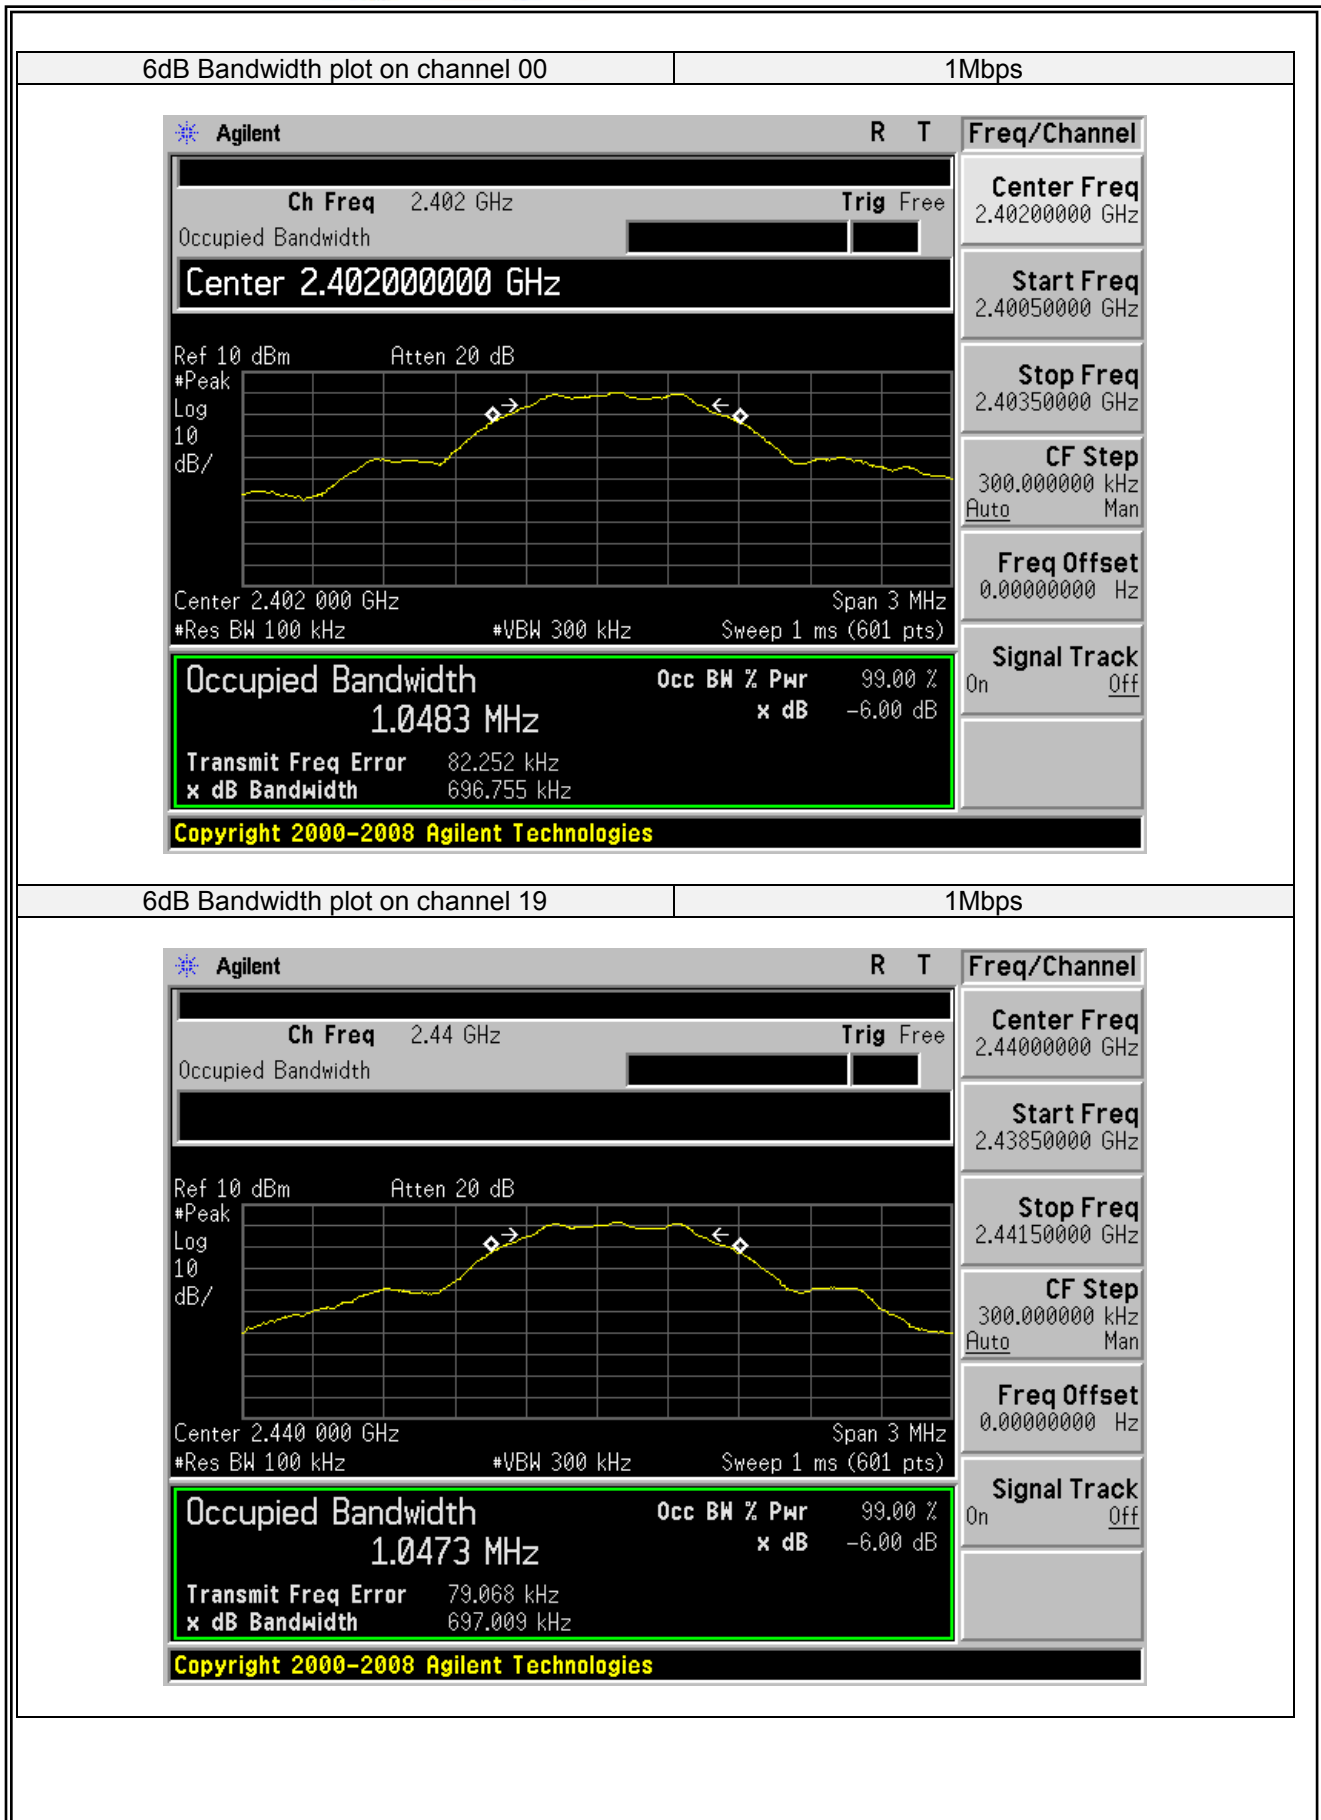 6dB Bandwidth plot on channel 00 1Mbps
Agilent R T Freq/Channel
Ch Freq 2.402 GHz Trig Free
Occupied Bandwidth
Center 2.402000000 GHz
Ref 10 dBm Atten 20 dB
#Peak
Log
10
dB/
Center 2.402 000 GHz Span 3 MHz
#Res BW 100 kHz #VBW 300 kHz Sweep 1 ms (601 pts)
Occupied Bandwidth Occ BW % Pwr 99.00 %
1.0483 MHz x dB -6.00 dB
Transmit Freq Error 82.252 kHz
x dB Bandwidth 696.755 kHz
Copyright 2000-2008 Agilent Technologies
Center Freq
2.40200000 GHz
Start Freq
2.40050000 GHz
Stop Freq
2.40350000 GHz
CF Step
300.000000 kHz
Auto Man
Freq Offset
0.00000000 Hz
Signal Track
On Off
6dB Bandwidth plot on channel 19 1Mbps
Agilent R T Freq/Channel
Ch Freq 2.44 GHz Trig Free
Occupied Bandwidth
Ref 10 dBm Atten 20 dB
#Peak
Log
10
dB/
Center 2.440 000 GHz Span 3 MHz
#Res BW 100 kHz #VBW 300 kHz Sweep 1 ms (601 pts)
Occupied Bandwidth Occ BW % Pwr 99.00 %
1.0473 MHz x dB -6.00 dB
Transmit Freq Error 79.068 kHz
x dB Bandwidth 697.009 kHz
Copyright 2000-2008 Agilent Technologies
Center Freq
2.44000000 GHz
Start Freq
2.43850000 GHz
Stop Freq
2.44150000 GHz
CF Step
300.000000 kHz
Auto Man
Freq Offset
0.00000000 Hz
Signal Track
On Off